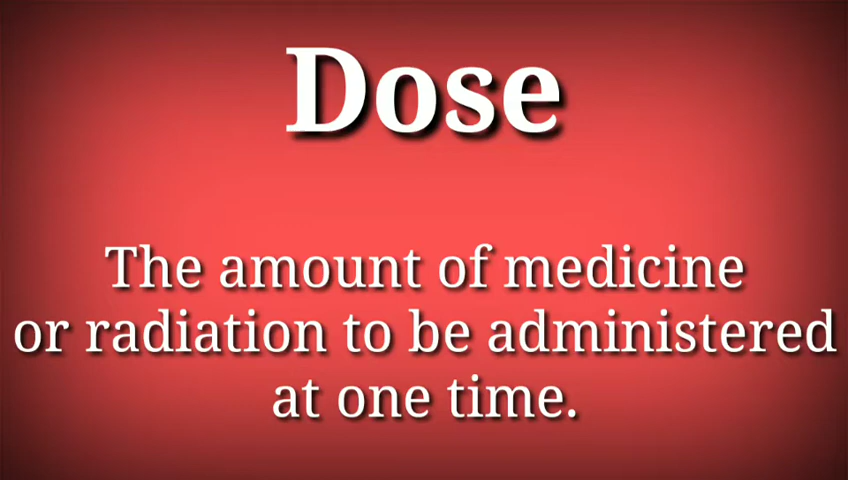 Dose
The amount of medicine
or radiation to be administered
at one time.